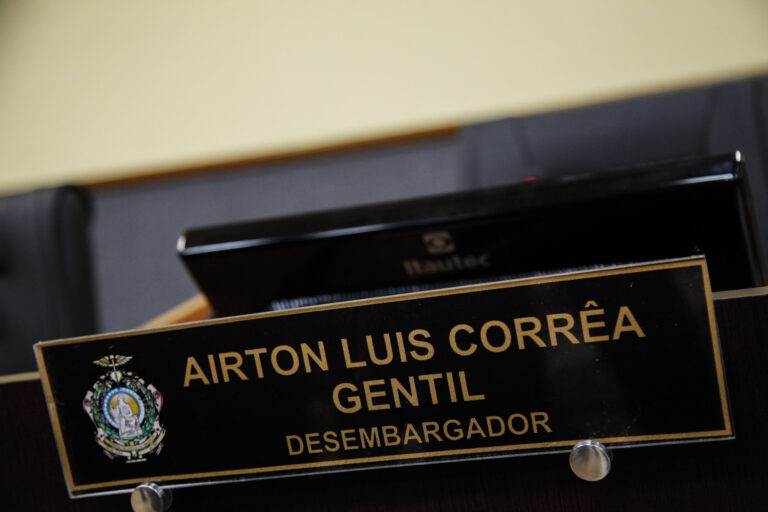 Itautec
AIRTON LUIS CORRÊA
GENTIL
DESEMBARGADOR